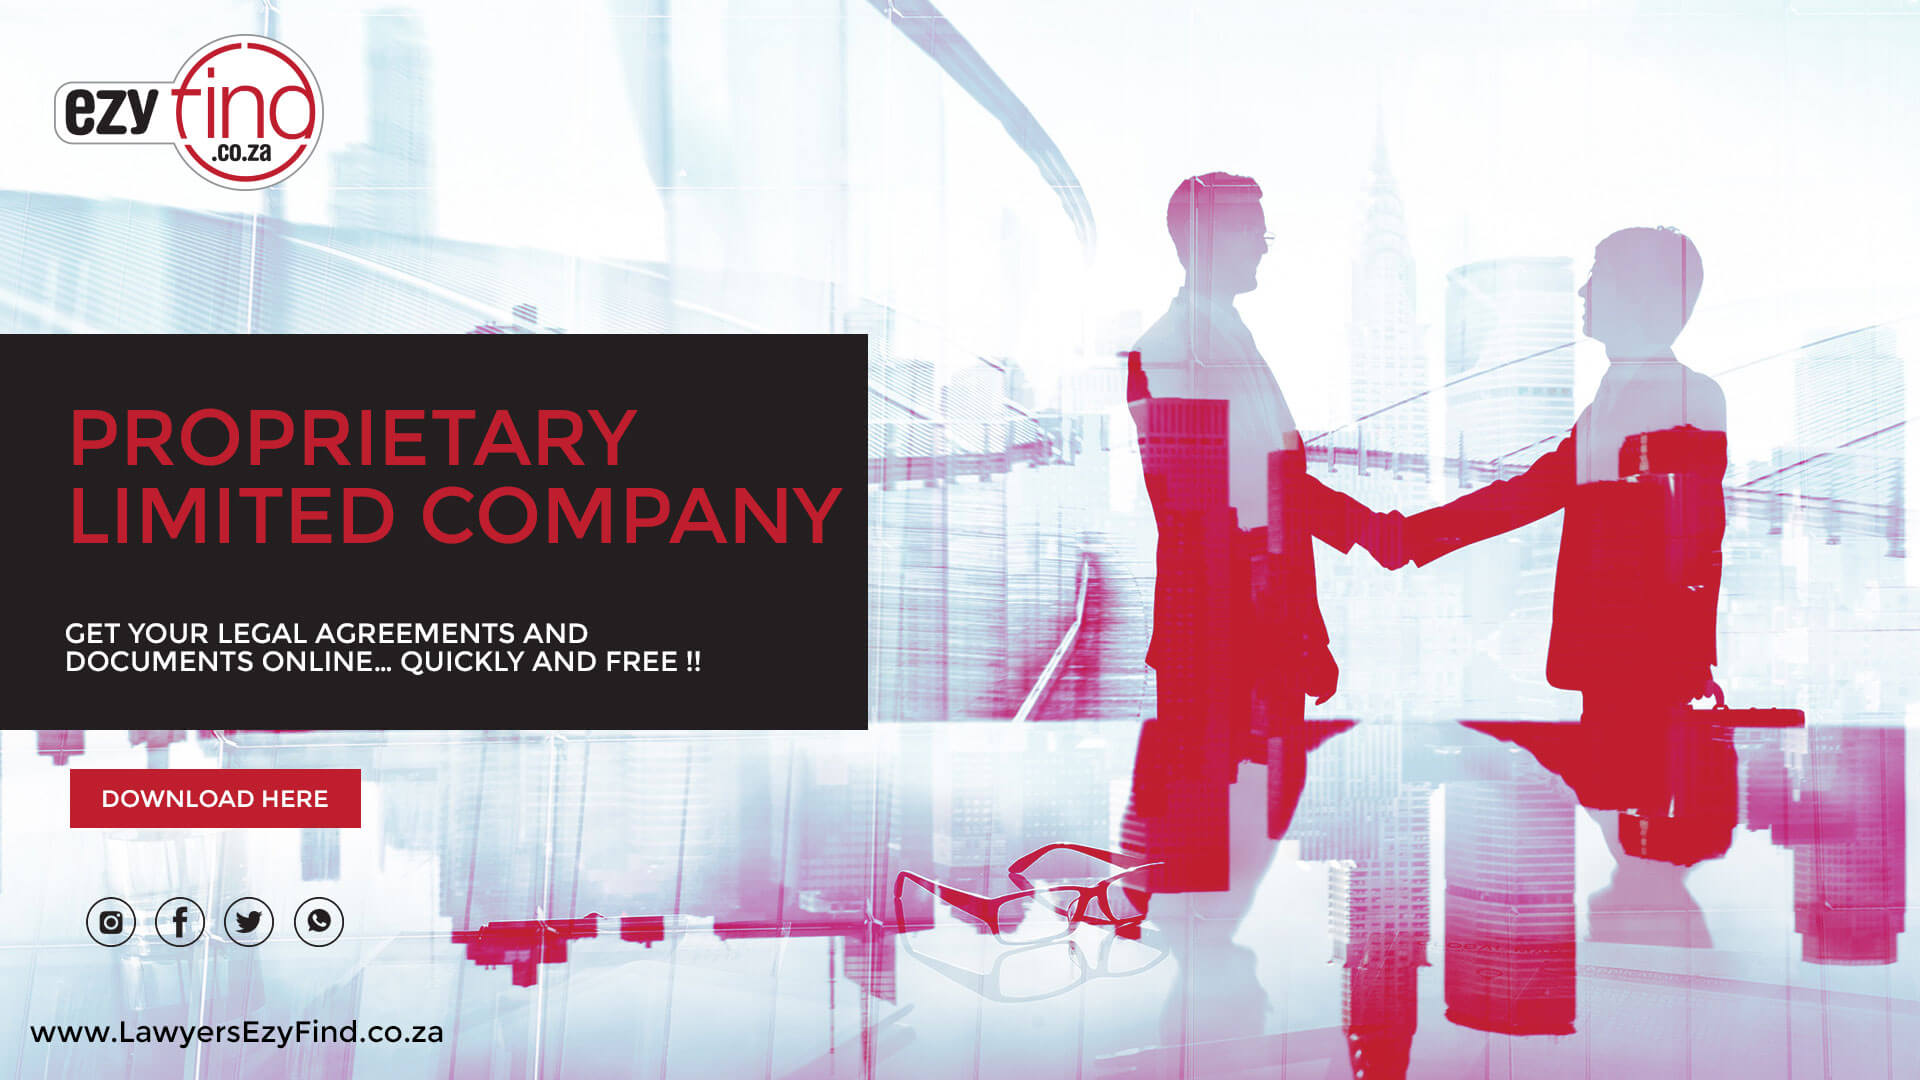 ezy find
.co.za
PROPRIETARY
LIMITED COMPANY
GET YOUR LEGAL AGREEMENTS AND
DOCUMENTS ONLINE... QUICKLY AND FREE !!
DOWNLOAD HERE
www.LawyersEzyFind.co.za